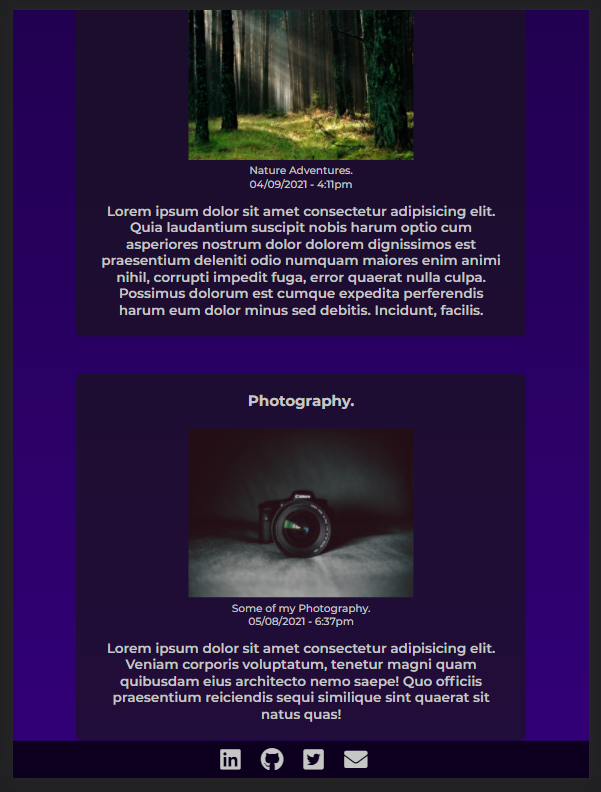 Nature Adventures.
04/09/2021 - 4:11pm
Lorem ipsum dolor sit amet consectetur adipisicing elit.
Quia laudantium suscipit nobis harum optio cum
asperiores nostrum dolor dolorem dignissimos est
praesentium deleniti odio numquam maiores enim animi
nihil, corrupti impedit fuga, error quaerat nulla culpa.
Possimus dolorum est cumque expedita perferendis
harum eum dolor minus sed debitis. Incidunt, facilis.
Photography.
Canon
Some of my Photography.
05/08/2021 - 6:37pm
Lorem ipsum dolor sit amet consectetur adipisicing elit.
Veniam corporis voluptatum, tenetur magni quam
quibusdam eius architecto nemo saepe! Quo officiis
praesentium reiciendis sequi similique sint quaerat sit
natus quas!
in